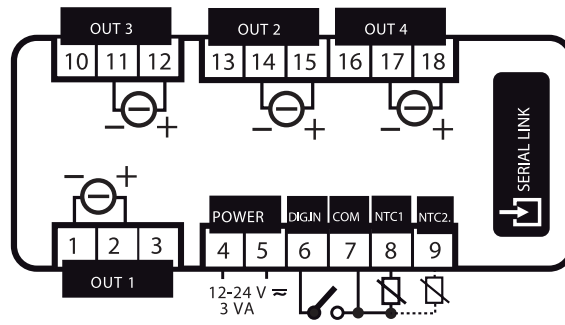 OUT 3 OUT 2 OUT 4
10 11 12 13 14 15 16 17 18
− + − + − +
SERIAL LINK
− +
POWER DIG.IN COM NTC1 NTC2.
1 2 3 4 5 6 7 8 9
OUT 1
12-24 V ≂
3 VA